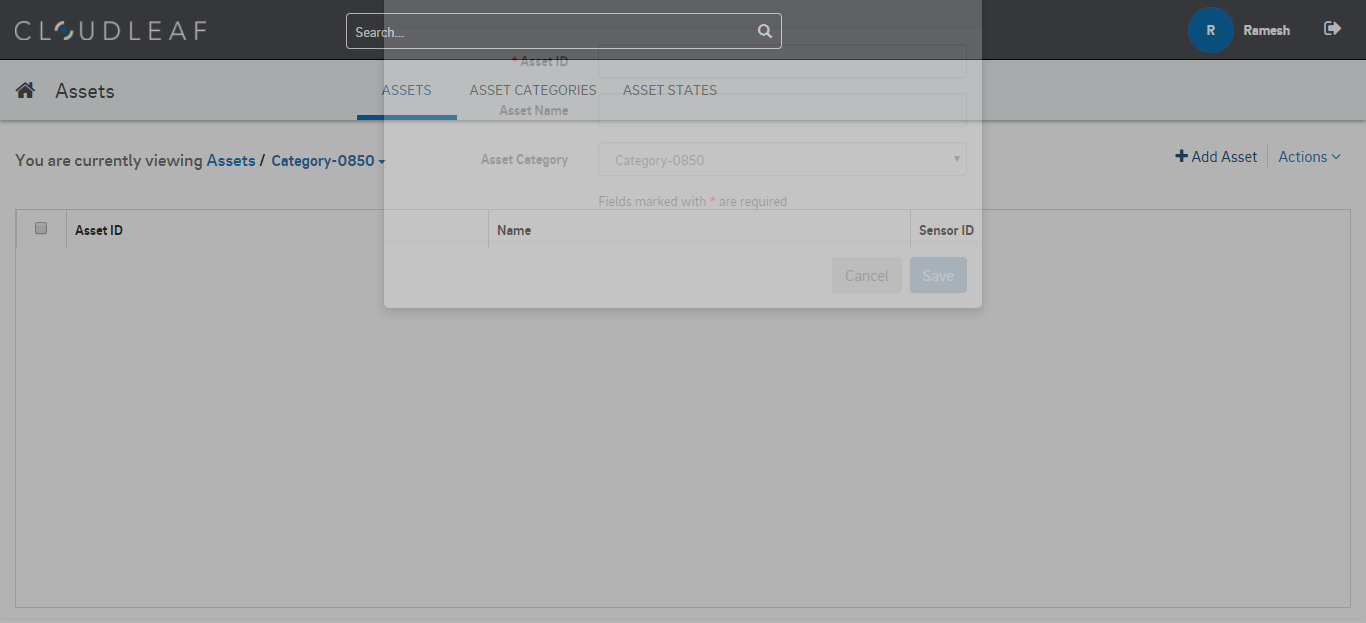 CLOUDLEAF
Search...
R
Ramesh
* Asset ID
Assets
ASSETS
ASSET CATEGORIES
ASSET STATES
Asset Name
You are currently viewing Assets / Category-0850
Asset Category
Category-0850
Add Asset
Actions
Fields marked with * are required
Asset ID
Name
Sensor ID
Cancel
Save